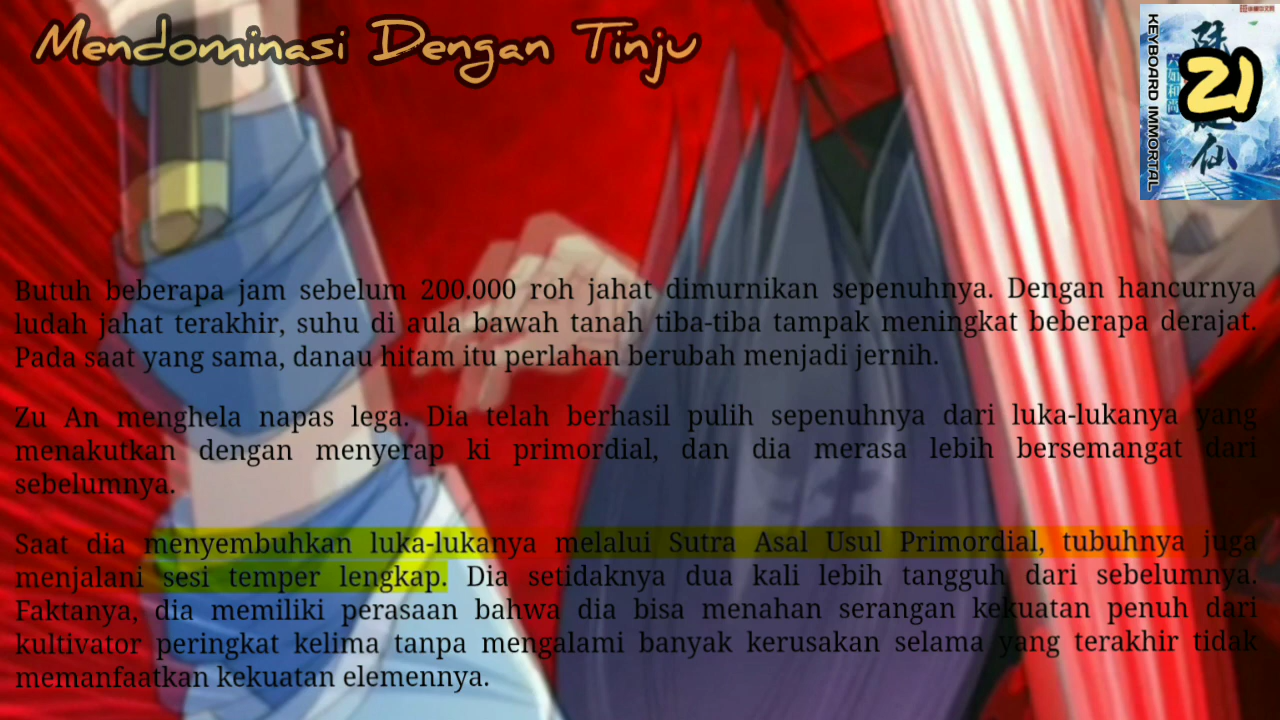 Mendominasi Dengan Tinju
21
KEYBOARD IMMORTAL
仙
Butuh beberapa jam sebelum 200.000 roh jahat dimurnikan sepenuhnya. Dengan hancurnya
ludah jahat terakhir, suhu di aula bawah tanah tiba-tiba tampak meningkat beberapa derajat.
Pada saat yang sama, danau hitam itu perlahan berubah menjadi jernih.
Zu An menghela napas lega. Dia telah berhasil pulih sepenuhnya dari luka-lukanya yang
menakutkan dengan menyerap ki primordial, dan dia merasa lebih bersemangat dari
sebelumnya.
Saat dia menyembuhkan luka-lukanya melalui Sutra Asal Usul Primordial, tubuhnya juga
menjalani sesi temper lengkap. Dia setidaknya dua kali lebih tangguh dari sebelumnya.
Faktanya, dia memiliki perasaan bahwa dia bisa menahan serangan kekuatan penuh dari
kultivator peringkat kelima tanpa mengalami banyak kerusakan selama yang terakhir tidak
memanfaatkan kekuatan elemennya.